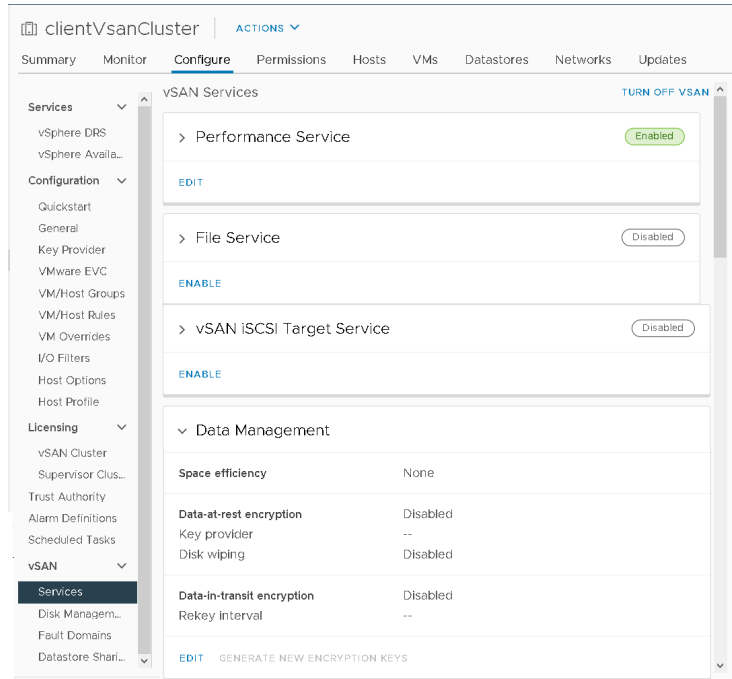 clientVsanCluster ACTIONS
Summary Monitor Configure Permissions Hosts VMs Datastores Networks Updates
Services
vSphere DRS
vSphere Availa...
Configuration
Quickstart
General
Key Provider
VMware EVC
VM/Host Groups
VM/Host Rules
VM Overrides
I/O Filters
Host Options
Host Profile
Licensing
vSAN Cluster
Supervisor Clus...
Trust Authority
Alarm Definitions
Scheduled Tasks
vSAN
Services
Disk Managem...
Fault Domains
Datastore Shari...
vSAN Services TURN OFF VSAN
Performance Service Enabled
EDIT
File Service Disabled
ENABLE
vSAN iSCSI Target Service Disabled
ENABLE
Data Management
Space efficiency None
Data-at-rest encryption Disabled
Key provider --
Disk wiping Disabled
Data-in-transit encryption Disabled
Rekey interval --
EDIT GENERATE NEW ENCRYPTION KEYS